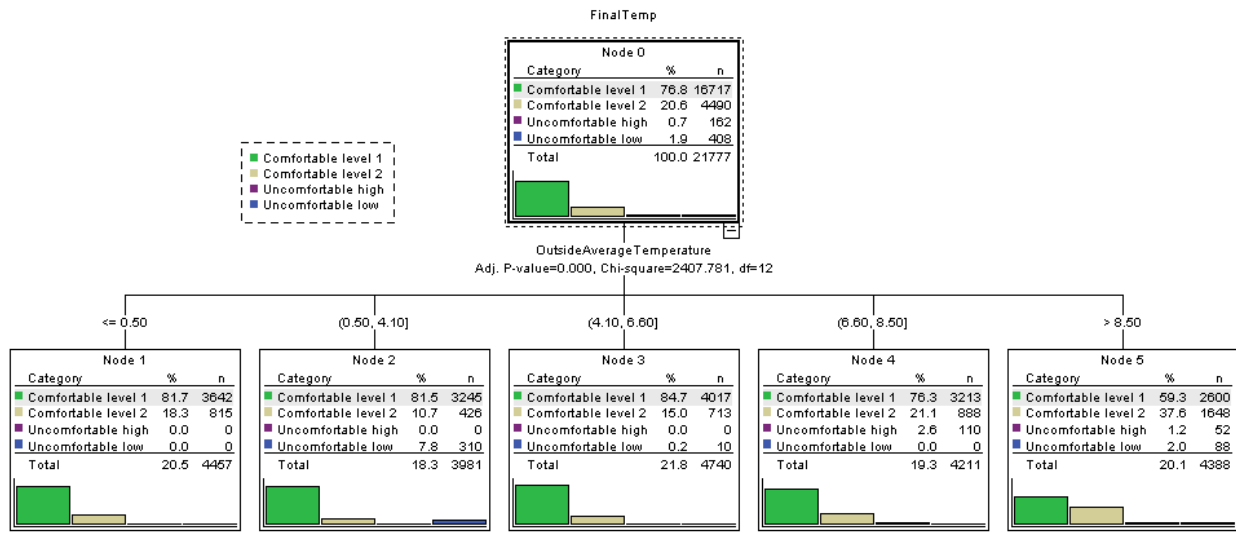 FinalTemp
Node 0
Category % n
Comfortable level 1 76.8 16717
Comfortable level 2 20.6 4490
Uncomfortable high 0.7 162
Uncomfortable low 1.9 408
Total 100.0 21777
Comfortable level 1
Comfortable level 2
Uncomfortable high
Uncomfortable low
OutsideAverageTemperature
Adj. P-value=0.000, Chi-square=2407.781, df=12
<= 0.50
(0.50, 4.10]
(4.10, 6.60]
(6.60, 8.50]
> 8.50
Node 1
Category % n
Comfortable level 1 81.7 3642
Comfortable level 2 18.3 815
Uncomfortable high 0.0 0
Uncomfortable low 0.0 0
Total 20.5 4457
Node 2
Category % n
Comfortable level 1 81.5 3245
Comfortable level 2 10.7 426
Uncomfortable high 0.0 0
Uncomfortable low 7.8 310
Total 18.3 3981
Node 3
Category % n
Comfortable level 1 84.7 4017
Comfortable level 2 15.0 713
Uncomfortable high 0.0 0
Uncomfortable low 0.2 10
Total 21.8 4740
Node 4
Category % n
Comfortable level 1 76.3 3213
Comfortable level 2 21.1 888
Uncomfortable high 2.6 110
Uncomfortable low 0.0 0
Total 19.3 4211
Node 5
Category % n
Comfortable level 1 59.3 2600
Comfortable level 2 37.6 1648
Uncomfortable high 1.2 52
Uncomfortable low 2.0 88
Total 20.1 4388